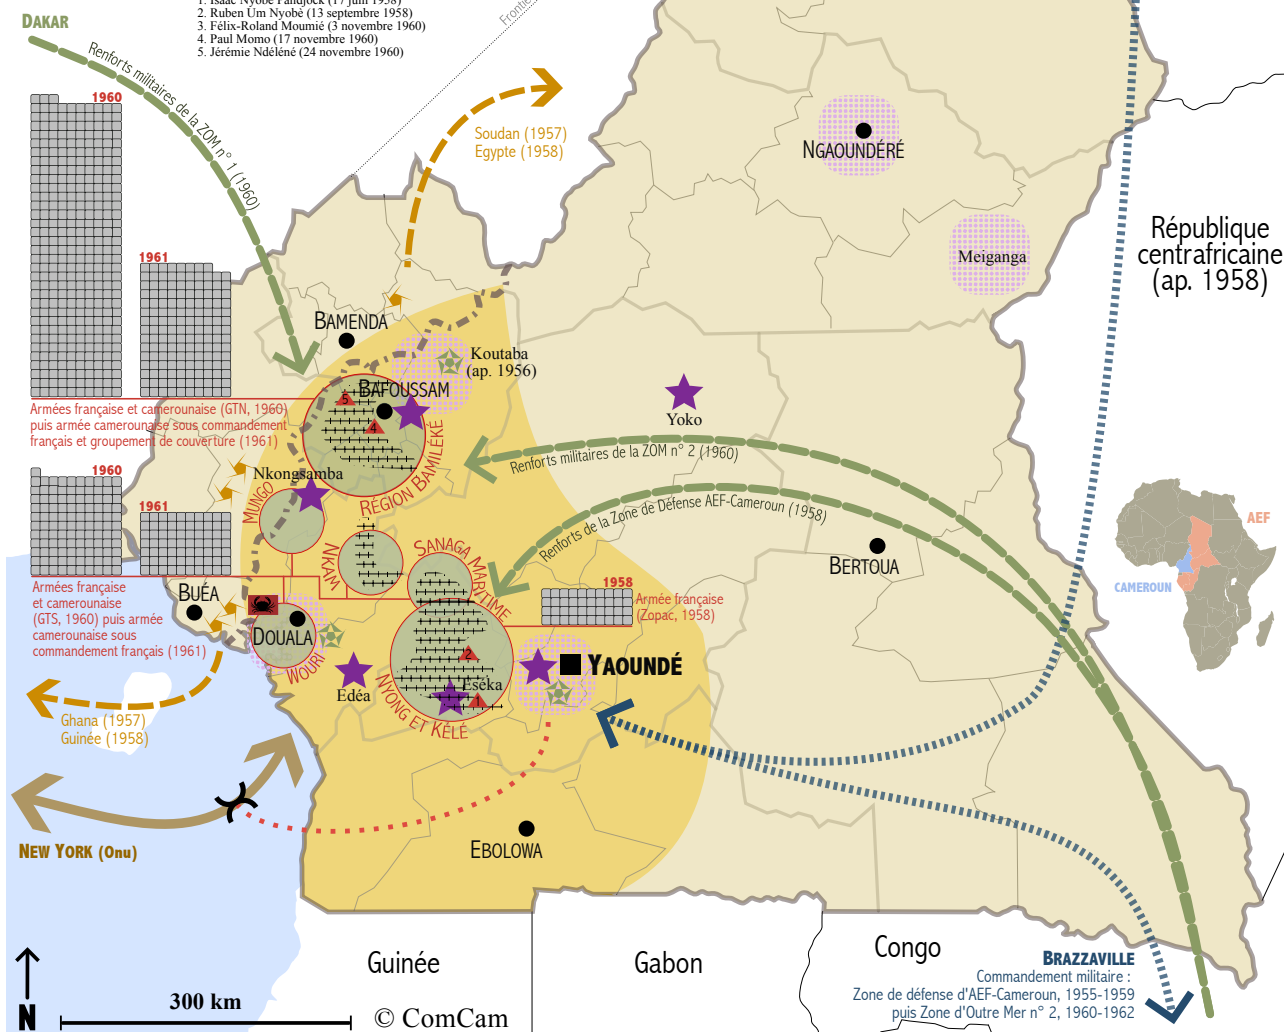 1. Isaac Nyobè Pandjock (17 juin 1958)
2. Ruben Um Nyobè (13 septembre 1958)
3. Félix-Roland Moumié (3 novembre 1960)
4. Paul Momo (17 novembre 1960)
5. Jérémie Ndéléné (24 novembre 1960)
DAKAR
Renforts militaires de la ZOM n° 1 (1960)
Soudan (1957)
Egypte (1958)
NGAOUNDÉRÉ
Meiganga
République
centrafricaine
(ap. 1958)
1960
1961
BAMENDA
Koutaba
(ap. 1956)
BAFOUSSAM
5
4
Yoko
Armées française et camerounaise (GTN, 1960)
puis armée camerounaise sous commandement
français et groupement de couverture (1961)
RÉGION BAMILÉKÉ
Renforts militaires de la ZOM n° 2 (1960)
Renforts de la Zone de Défense AEF-Cameroun (1958)
Nkongsamba
MUNGO
1960
1961
NKAM
SANAGA MARITIME
BERTOUA
AEF
CAMEROUN
Armées française
et camerounaise
(GTS, 1960) puis armée
camerounaise sous
commandement français (1961)
BUÉA
DOUALA
WOURI
1958
Armée française
(Zopac, 1958)
2
YAOUNDÉ
Edéa
Eséka
1
NYONG ET KÉLÉ
Ghana (1957)
Guinée (1958)
NEW YORK (Onu)
EBOLOWA
Guinée
Gabon
Congo
BRAZZAVILLE
Commandement militaire :
Zone de défense d'AEF-Cameroun, 1955-1959
puis Zone d'Outre Mer n° 2, 1960-1962
N
300 km
© ComCam